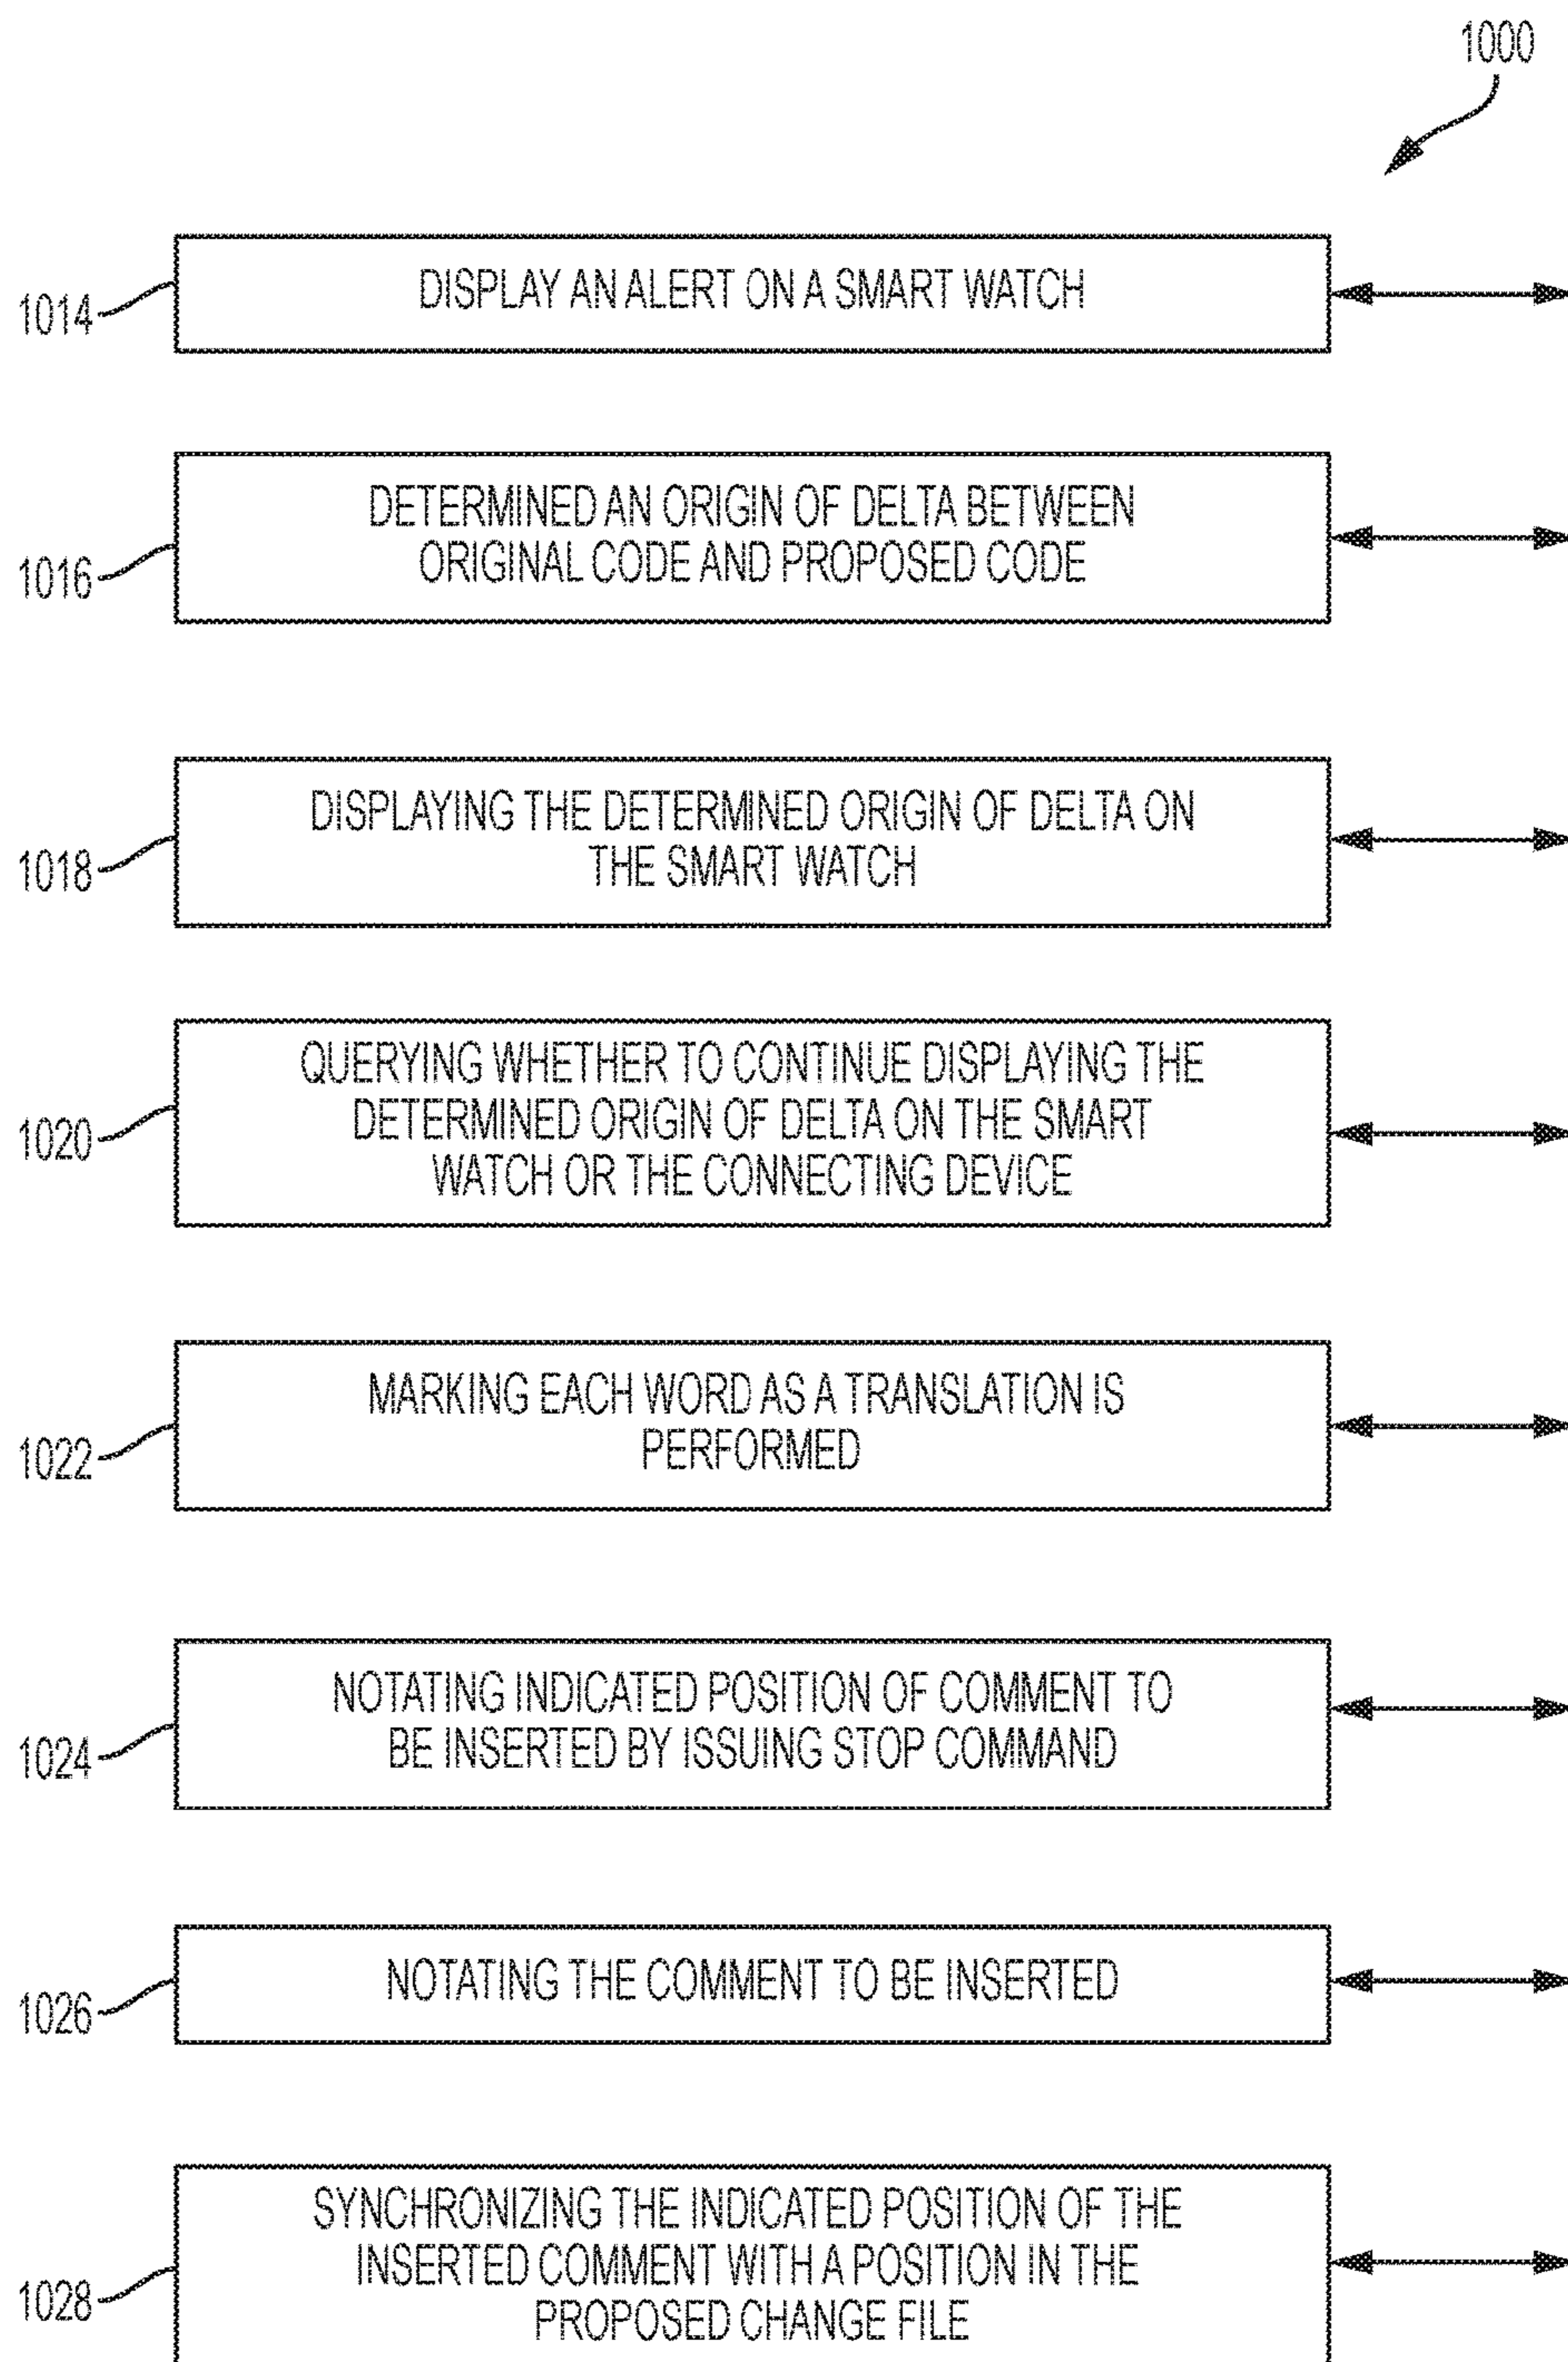 1000
1014
DISPLAY AN ALERT ON A SMART WATCH
1016
DETERMINED AN ORIGIN OF DELTA BETWEEN
ORIGINAL CODE AND PROPOSED CODE
1018
DISPLAYING THE DETERMINED ORIGIN OF DELTA ON
THE SMART WATCH
1020
QUERYING WHETHER TO CONTINUE DISPLAYING THE
DETERMINED ORIGIN OF DELTA ON THE SMART
WATCH OR THE CONNECTING DEVICE
1022
MARKING EACH WORD AS A TRANSLATION IS
PERFORMED
1024
NOTATING INDICATED POSITION OF COMMENT TO
BE INSERTED BY ISSUING STOP COMMAND
1026
NOTATING THE COMMENT TO BE INSERTED
1028
SYNCHRONIZING THE INDICATED POSITION OF THE
INSERTED COMMENT WITH A POSITION IN THE
PROPOSED CHANGE FILE